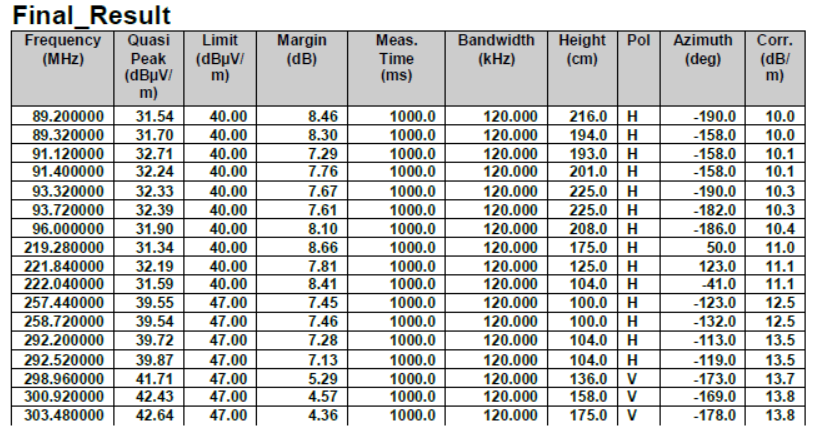 Final_Result
Frequency (MHz) Quasi Peak (dBµV/m) Limit (dBµV/m) Margin (dB) Meas. Time (ms) Bandwidth (kHz) Height (cm) Pol Azimuth (deg) Corr. (dB/m)
89.200000 31.54 40.00 8.46 1000.0 120.000 216.0 H -190.0 10.0
89.320000 31.70 40.00 8.30 1000.0 120.000 194.0 H -158.0 10.0
91.120000 32.71 40.00 7.29 1000.0 120.000 193.0 H -158.0 10.1
91.400000 32.24 40.00 7.76 1000.0 120.000 201.0 H -158.0 10.1
93.320000 32.33 40.00 7.67 1000.0 120.000 225.0 H -190.0 10.3
93.720000 32.39 40.00 7.61 1000.0 120.000 225.0 H -182.0 10.3
96.000000 31.90 40.00 8.10 1000.0 120.000 208.0 H -186.0 10.4
219.280000 31.34 40.00 8.66 1000.0 120.000 175.0 H 50.0 11.0
221.840000 32.19 40.00 7.81 1000.0 120.000 125.0 H 123.0 11.1
222.040000 31.59 40.00 8.41 1000.0 120.000 104.0 H -41.0 11.1
257.440000 39.55 47.00 7.45 1000.0 120.000 100.0 H -123.0 12.5
258.720000 39.54 47.00 7.46 1000.0 120.000 100.0 H -132.0 12.5
292.200000 39.72 47.00 7.28 1000.0 120.000 104.0 H -113.0 13.5
292.520000 39.87 47.00 7.13 1000.0 120.000 104.0 H -119.0 13.5
298.960000 41.71 47.00 5.29 1000.0 120.000 136.0 V -173.0 13.7
300.920000 42.43 47.00 4.57 1000.0 120.000 158.0 V -169.0 13.8
303.480000 42.64 47.00 4.36 1000.0 120.000 175.0 V -178.0 13.8